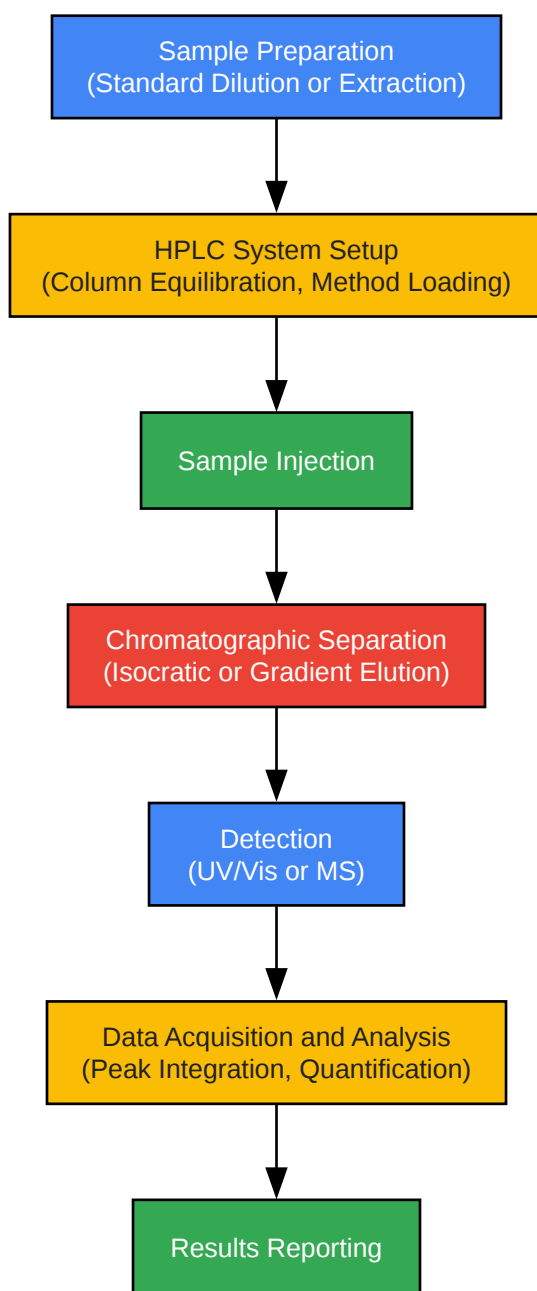 Sample Preparation
(Standard Dilution or Extraction)
HPLC System Setup
(Column Equilibration, Method Loading)
Sample Injection
Chromatographic Separation
(Isocratic or Gradient Elution)
Detection
(UV/Vis or MS)
Data Acquisition and Analysis
(Peak Integration, Quantification)
Results Reporting